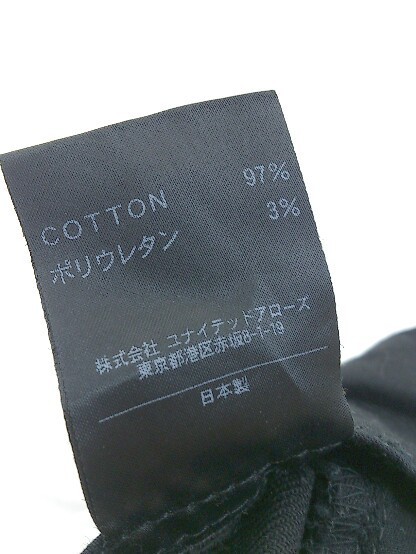 COTTON 97%
ポリウレタン 3%
株式会社 ユナイテッドアローズ
東京都港区赤坂8-1-19
日本製